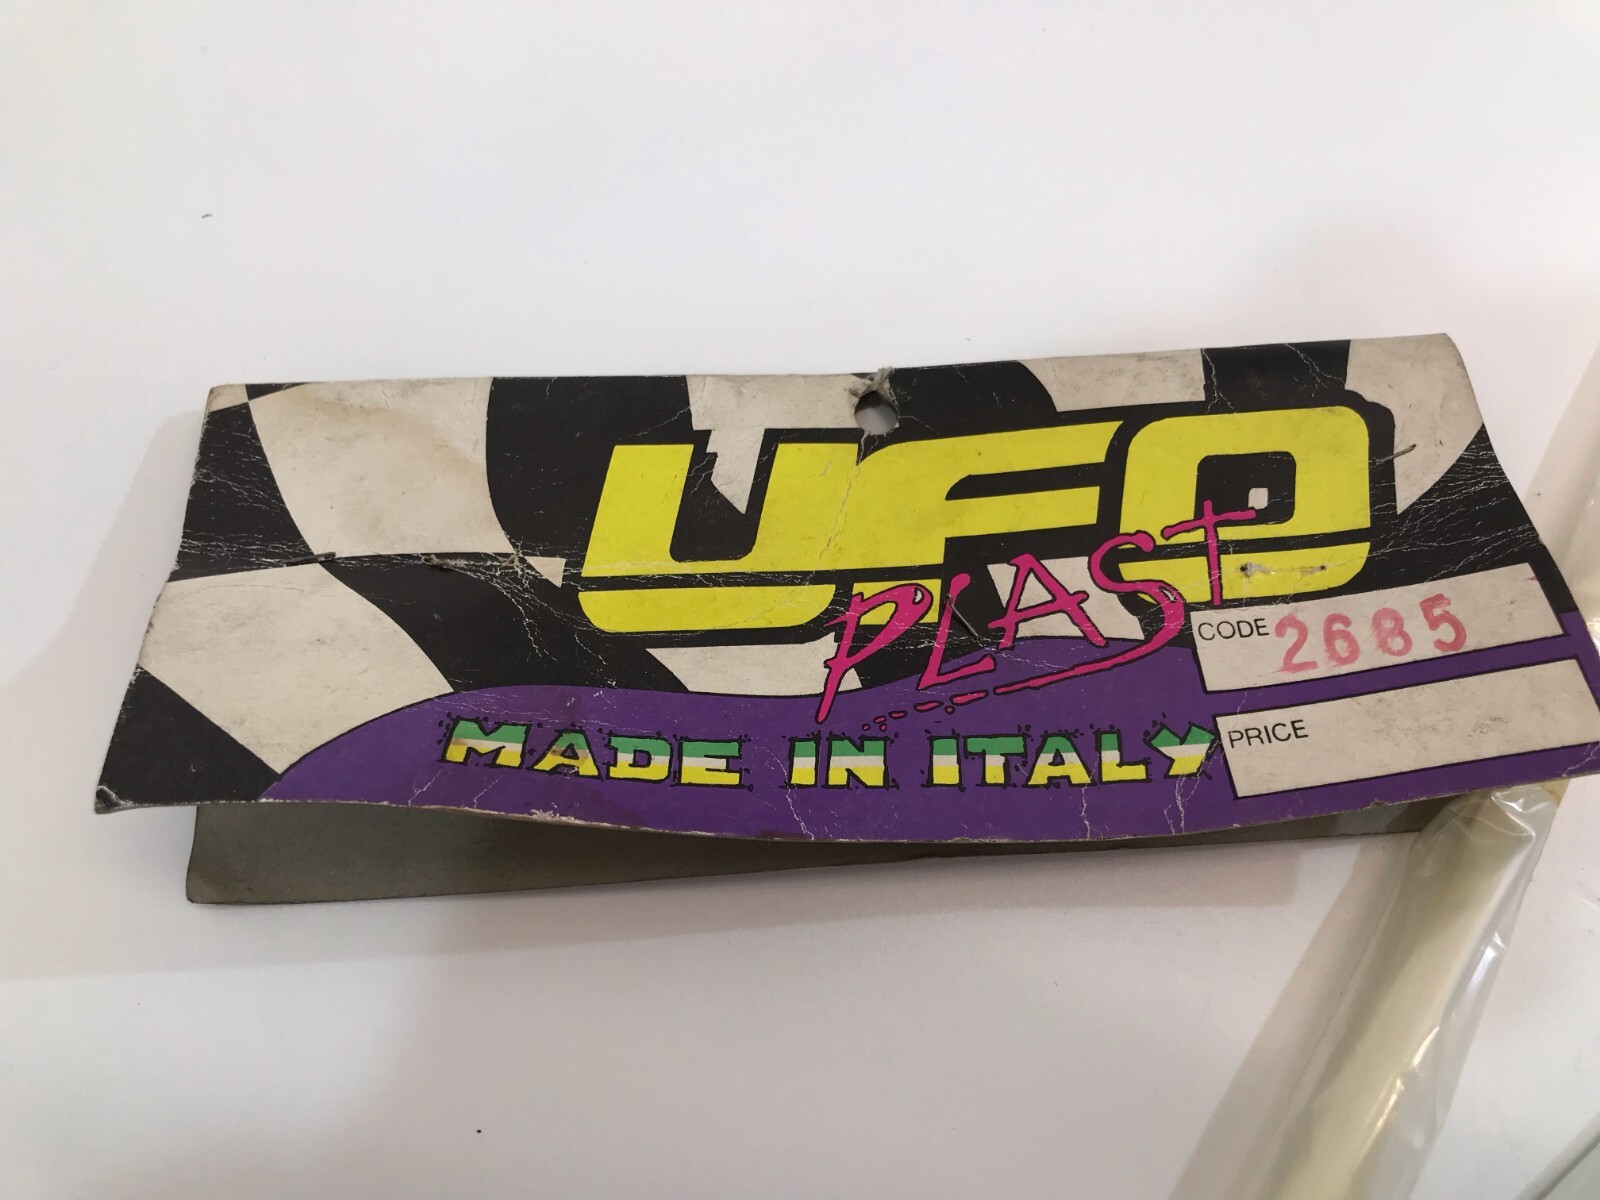 UFO
PLAST
CODE 2685
MADE IN ITALY
PRICE